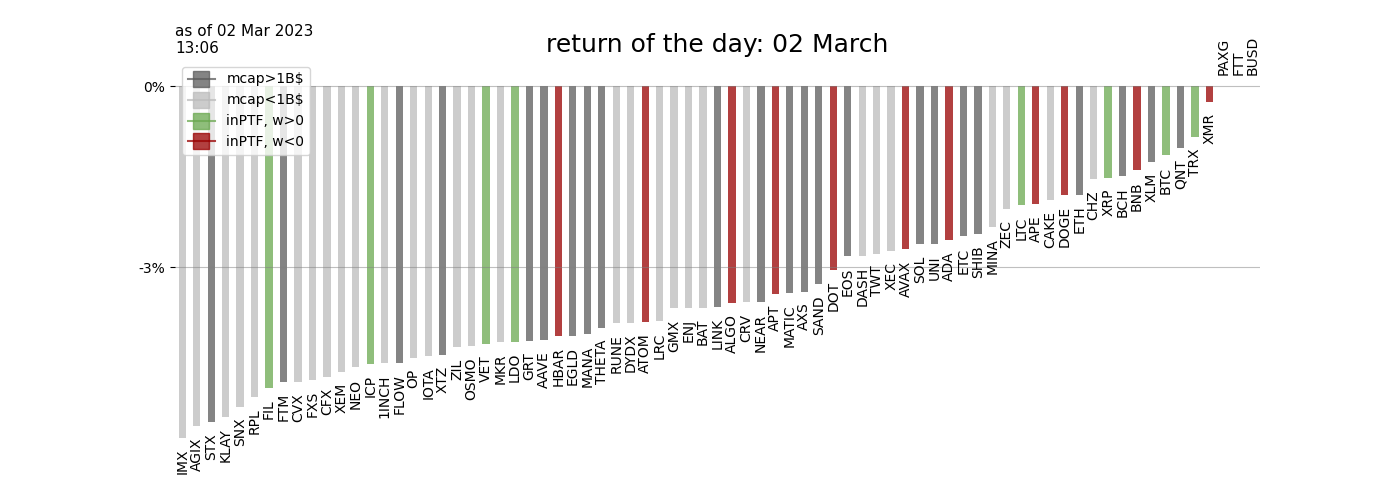 as of 02 Mar 2023
13:06
return of the day: 02 March
mcap>1B$
mcap<1B$
inPTF, w>0
inPTF, w<0
0%
-3%
IMX
AGIX
STX
KLAY
SNX
RPL
FIL
FTM
CVX
FXS
CFX
XEM
NEO
ICP
1INCH
FLOW
OP
IOTA
XTZ
ZIL
OSMO
VET
MKR
LDO
GRT
AAVE
HBAR
EGLD
MANA
THETA
RUNE
DYDX
ATOM
LRC
GMX
ENJ
BAT
LINK
ALGO
CRV
NEAR
APT
MATIC
AXS
SAND
DOT
EOS
DASH
TWT
XEC
AVAX
SOL
UNI
ADA
ETC
SHIB
MINA
ZEC
LTC
APE
CAKE
DOGE
ETH
CHZ
XRP
BCH
BNB
XLM
BTC
QNT
TRX
XMR
PAXG
FTT
BUSD